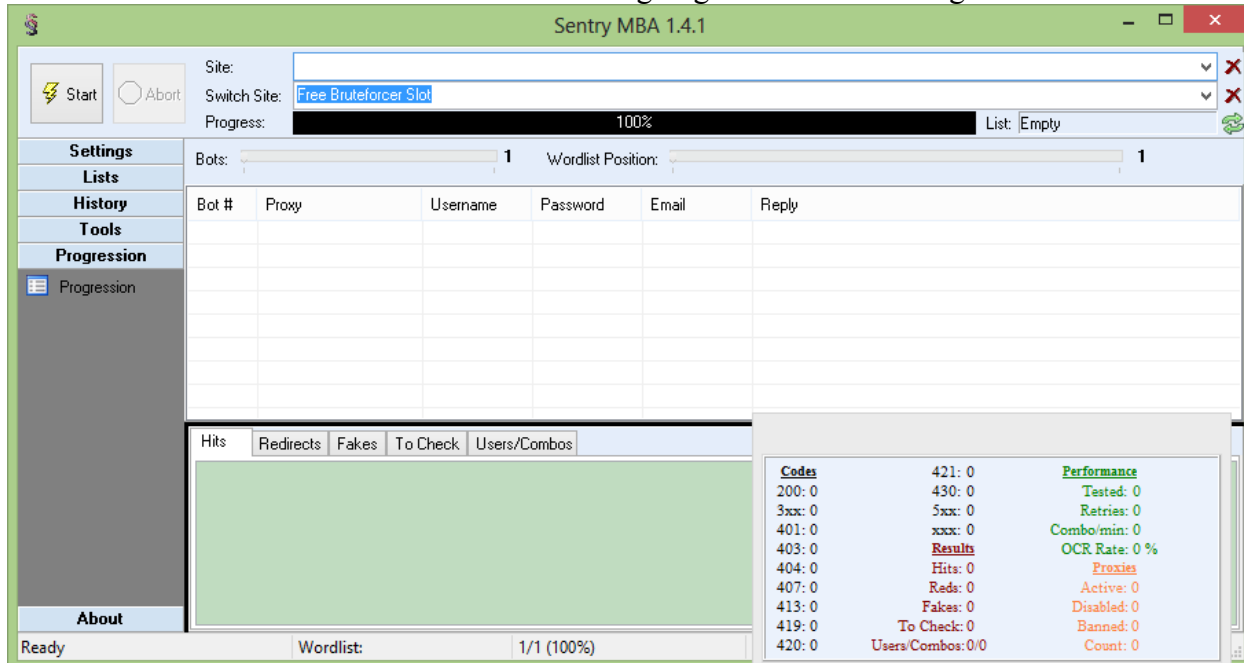 Sentry MBA 1.4.1
Start
Abort
Site:
Switch Site: Free Bruteforcer Slot
Progress: 100% List: Empty
Settings
Lists
History
Tools
Progression
Progression
About
Bots: 1 Wordlist Position: 1
Bot # Proxy Username Password Email Reply
Hits Redirects Fakes To Check Users/Combos
Codes 421: 0 Performance
200: 0 430: 0 Tested: 0
3xx: 0 5xx: 0 Retries: 0
401: 0 xxx: 0 Combo/min: 0
403: 0 Results OCR Rate: 0 %
404: 0 Hits: 0 Proxies
407: 0 Reds: 0 Active: 0
413: 0 Fakes: 0 Disabled: 0
419: 0 To Check: 0 Banned: 0
420: 0 Users/Combos: 0/0 Count: 0
Ready Wordlist: 1/1 (100%)